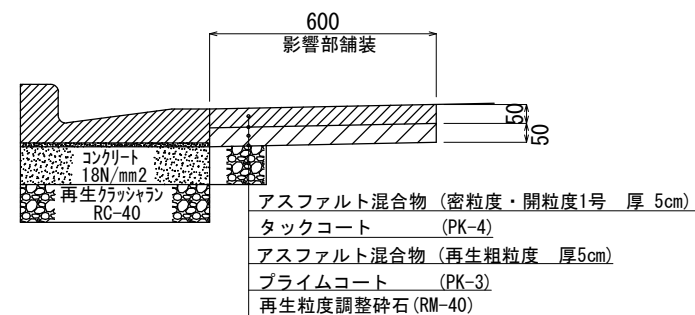 600
影響部舗装
50
50
コンクリート
18N/mm2
再生クラッシャラン
RC-40
アスファルト混合物 (密粒度・開粒度1号 厚 5cm)
タックコート (PK-4)
アスファルト混合物 (再生粗粒度 厚5cm)
プライムコート (PK-3)
再生粒度調整砕石(RM-40)